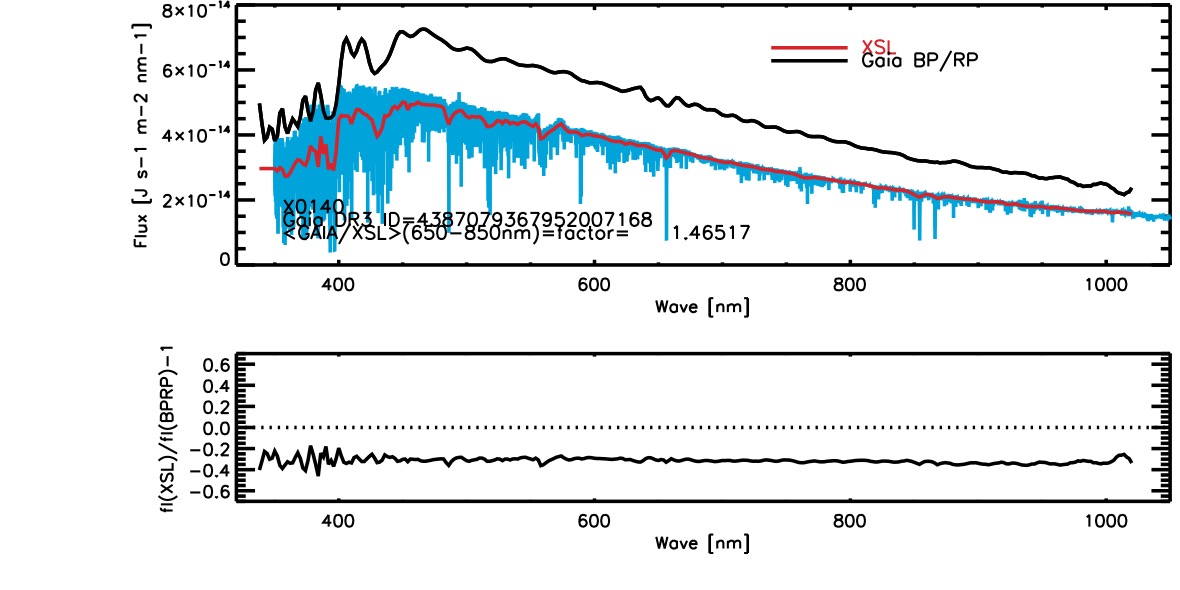 8×10⁻¹⁴
6×10⁻¹⁴
4×10⁻¹⁴
2×10⁻¹⁴
0
Flux [J s−1 m−2 nm−1]
XSL
Gaia BP/RP
X0140
Gaia DR3 ID=4387079367952007168
<GAIA/XSL>(650−850nm)=factor= 1.46517
400 600 800 1000
Wave [nm]
fl(XSL)/fl(BPRP)−1
0.6
0.4
0.2
0.0
−0.2
−0.4
−0.6
400 600 800 1000
Wave [nm]